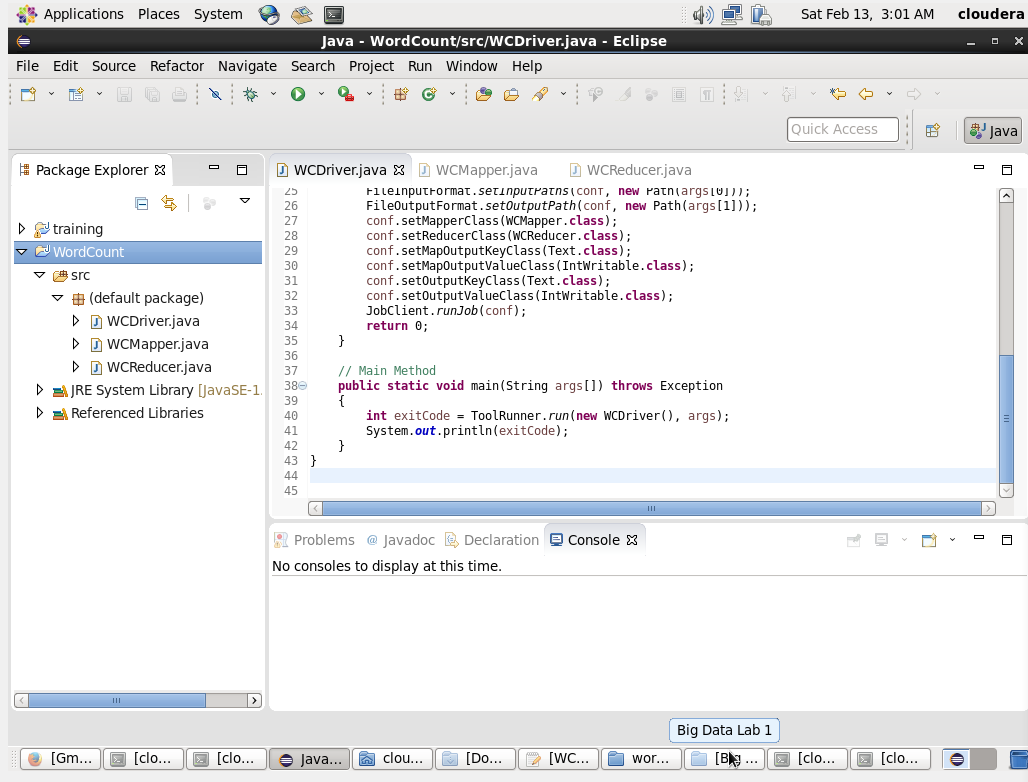 Applications Places System Sat Feb 13, 3:01 AM cloudera
Java - WordCount/src/WCDriver.java - Eclipse
File Edit Source Refactor Navigate Search Project Run Window Help
Quick Access Java
Package Explorer
training
WordCount
src
(default package)
WCDriver.java
WCMapper.java
WCReducer.java
JRE System Library [JavaSE-1.
Referenced Libraries
WCDriver.java WCMapper.java WCReducer.java
25 FileInputFormat.setInputPaths(conf, new Path(args[0]));
26 FileOutputFormat.setOutputPath(conf, new Path(args[1]));
27 conf.setMapperClass(WCMapper.class);
28 conf.setReducerClass(WCReducer.class);
29 conf.setMapOutputKeyClass(Text.class);
30 conf.setMapOutputValueClass(IntWritable.class);
31 conf.setOutputKeyClass(Text.class);
32 conf.setOutputValueClass(IntWritable.class);
33 JobClient.runJob(conf);
34 return 0;
35 }
36
37 // Main Method
38 public static void main(String args[]) throws Exception
39 {
40 int exitCode = ToolRunner.run(new WCDriver(), args);
41 System.out.println(exitCode);
42 }
43 }
44
45
Problems @ Javadoc Declaration Console
No consoles to display at this time.
Big Data Lab 1
[Gm... [clo... [clo... Java... clou... [Do... [WC... wor... [Big ... [clo... [clo...